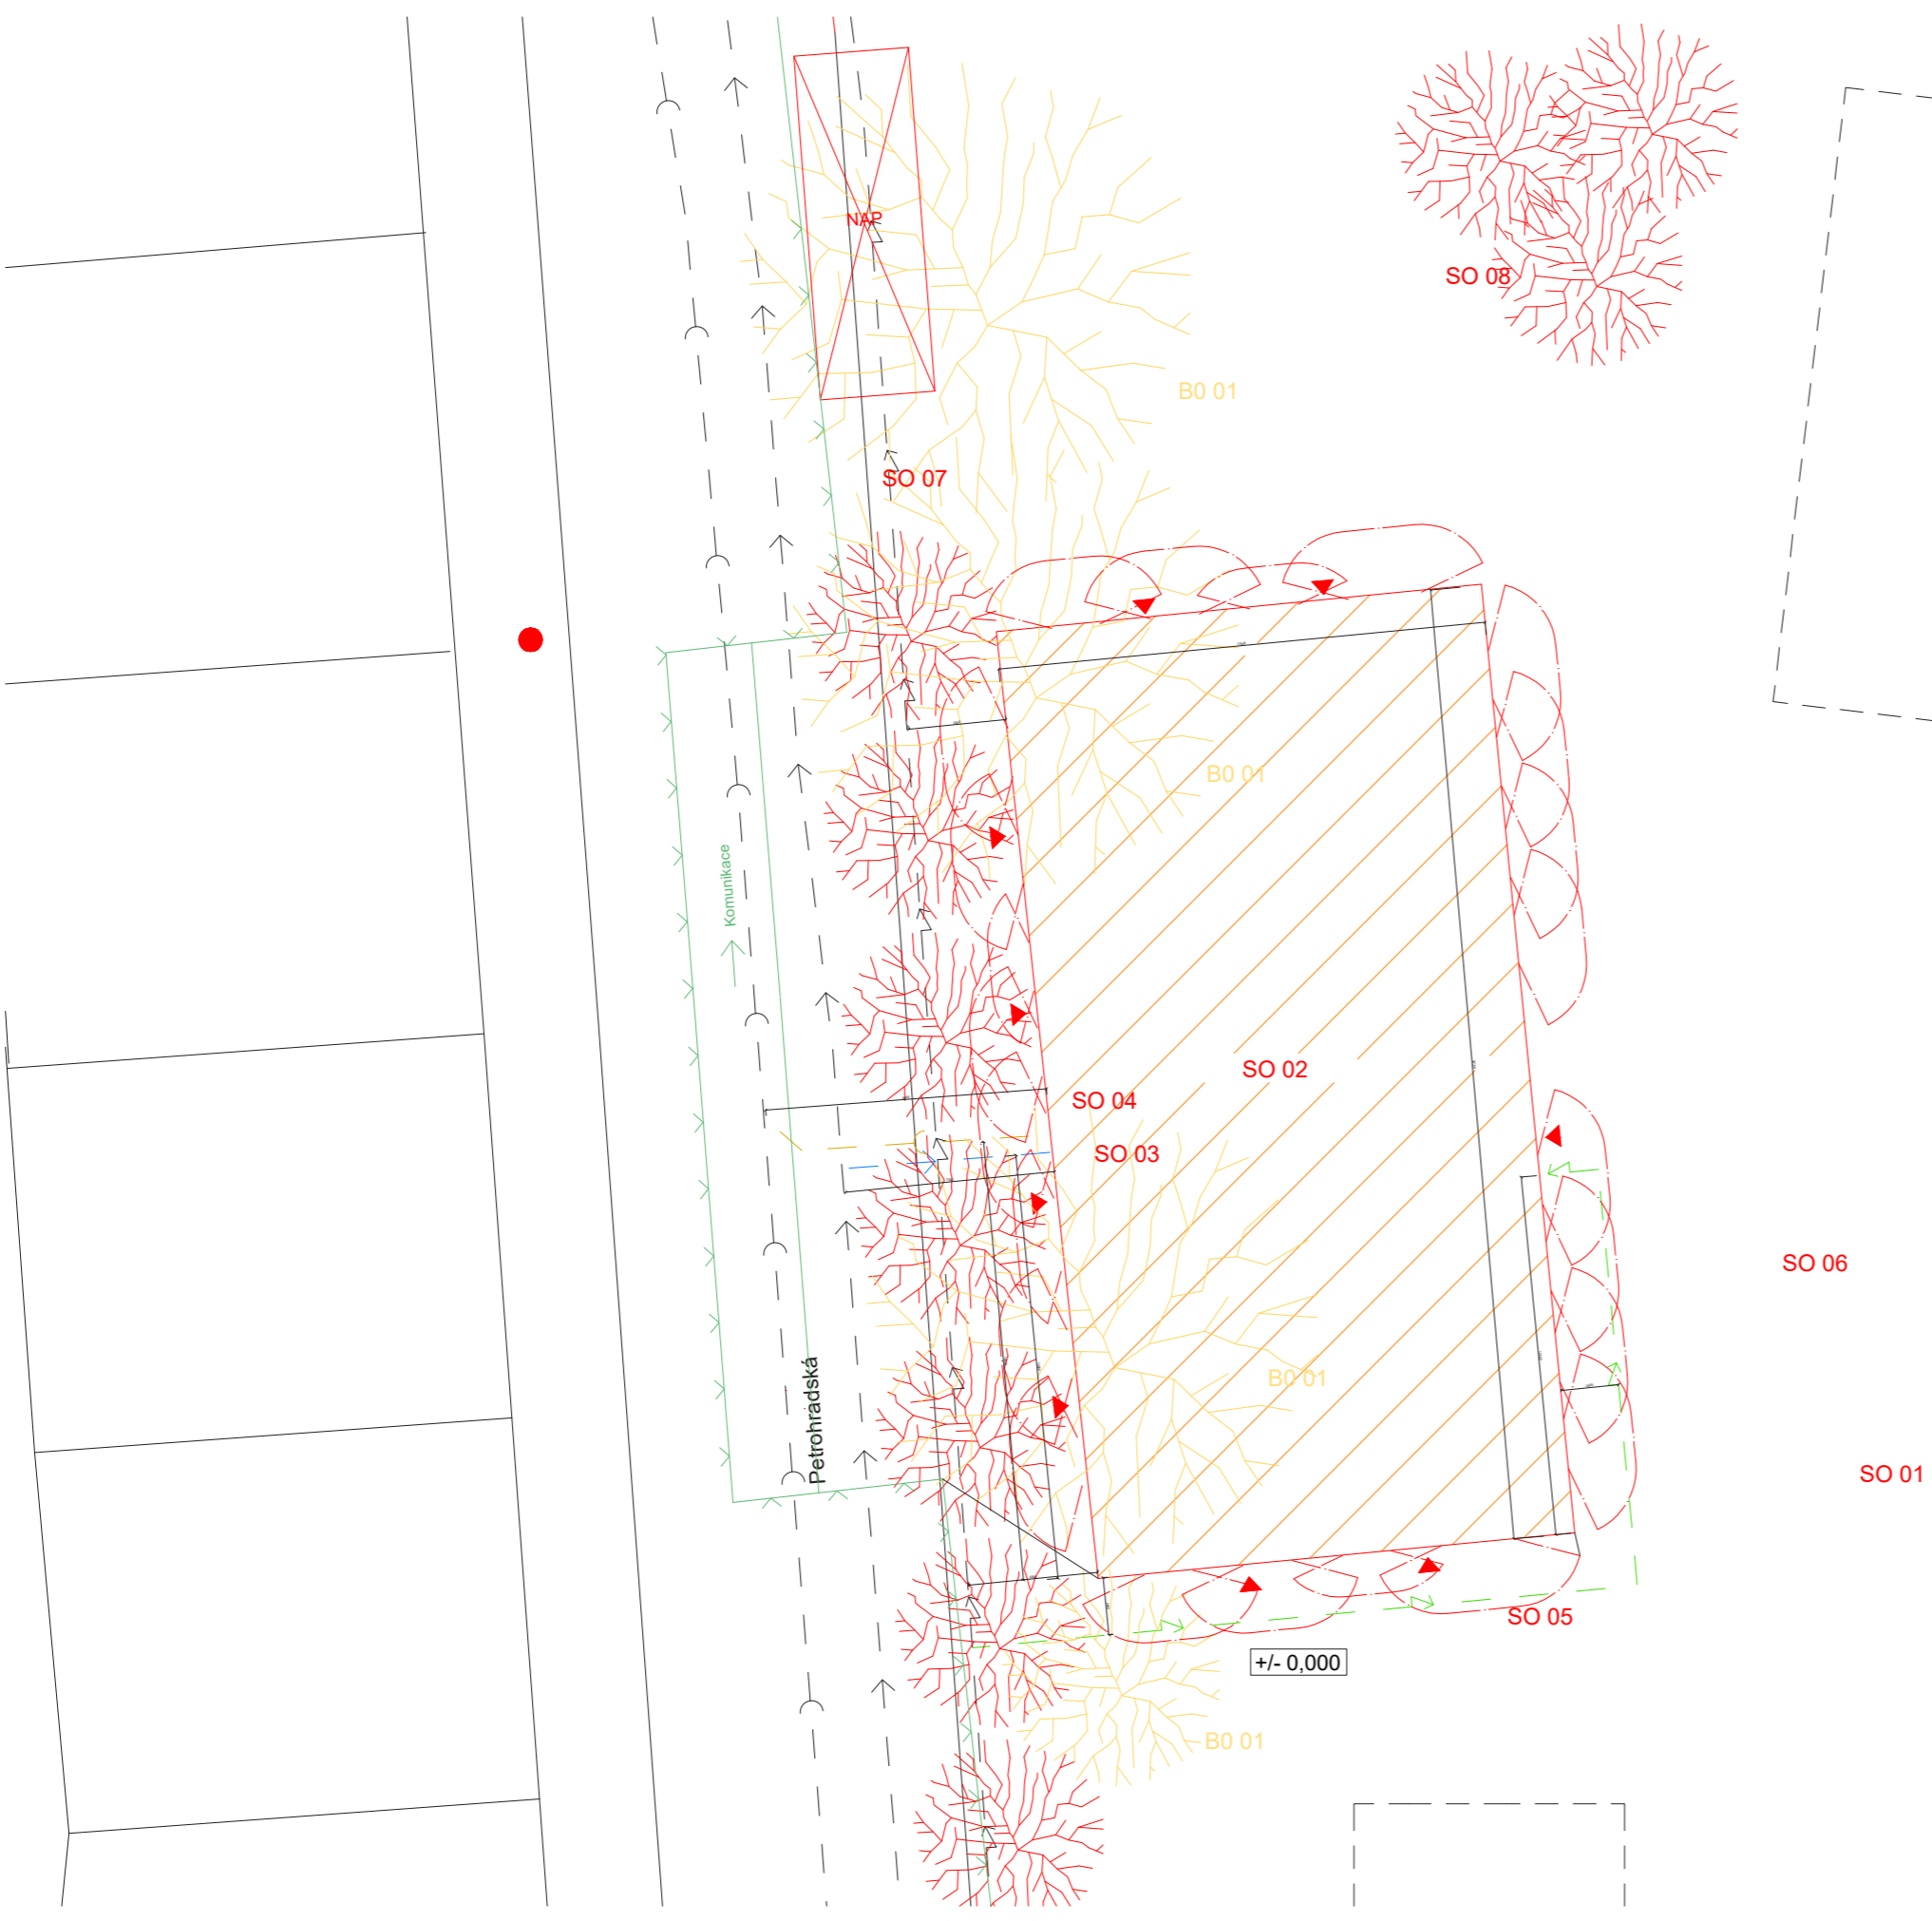 NAP
SO 08
B0 01
SO 07
B0 01
Komunikace
SO 02
SO 04
SO 03
SO 06
Petrohradská
B0 01
SO 01
SO 05
+/- 0,000
B0 01